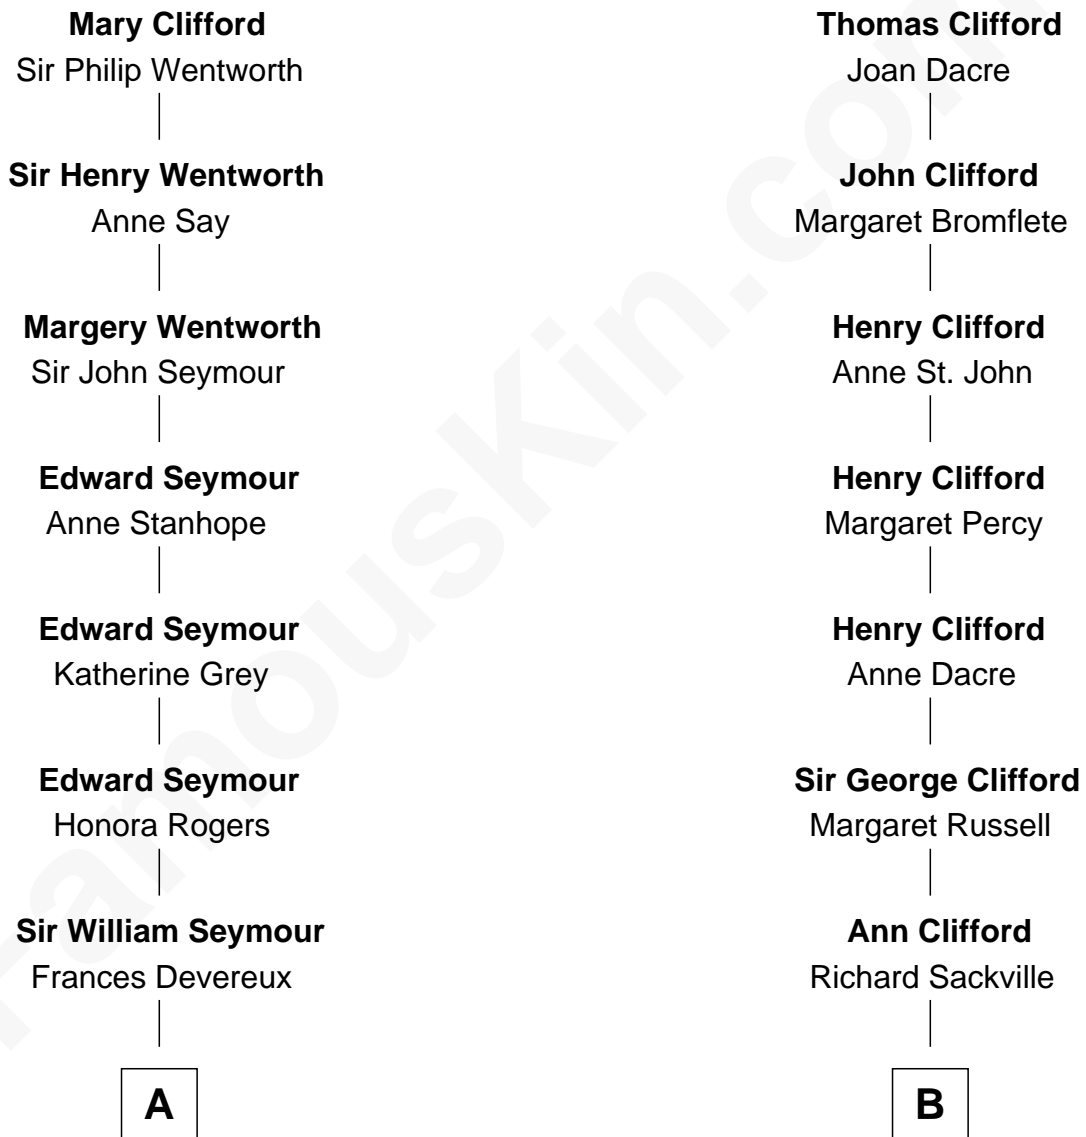 Mary Clifford
Sir Philip Wentworth
Sir Henry Wentworth
Anne Say
Margery Wentworth
Sir John Seymour
Edward Seymour
Anne Stanhope
Edward Seymour
Katherine Grey
Edward Seymour
Honora Rogers
Sir William Seymour
Frances Devereux
A
Thomas Clifford
Joan Dacre
John Clifford
Margaret Bromflete
Henry Clifford
Anne St. John
Henry Clifford
Margaret Percy
Henry Clifford
Anne Dacre
Sir George Clifford
Margaret Russell
Ann Clifford
Richard Sackville
B
FamousKin.com